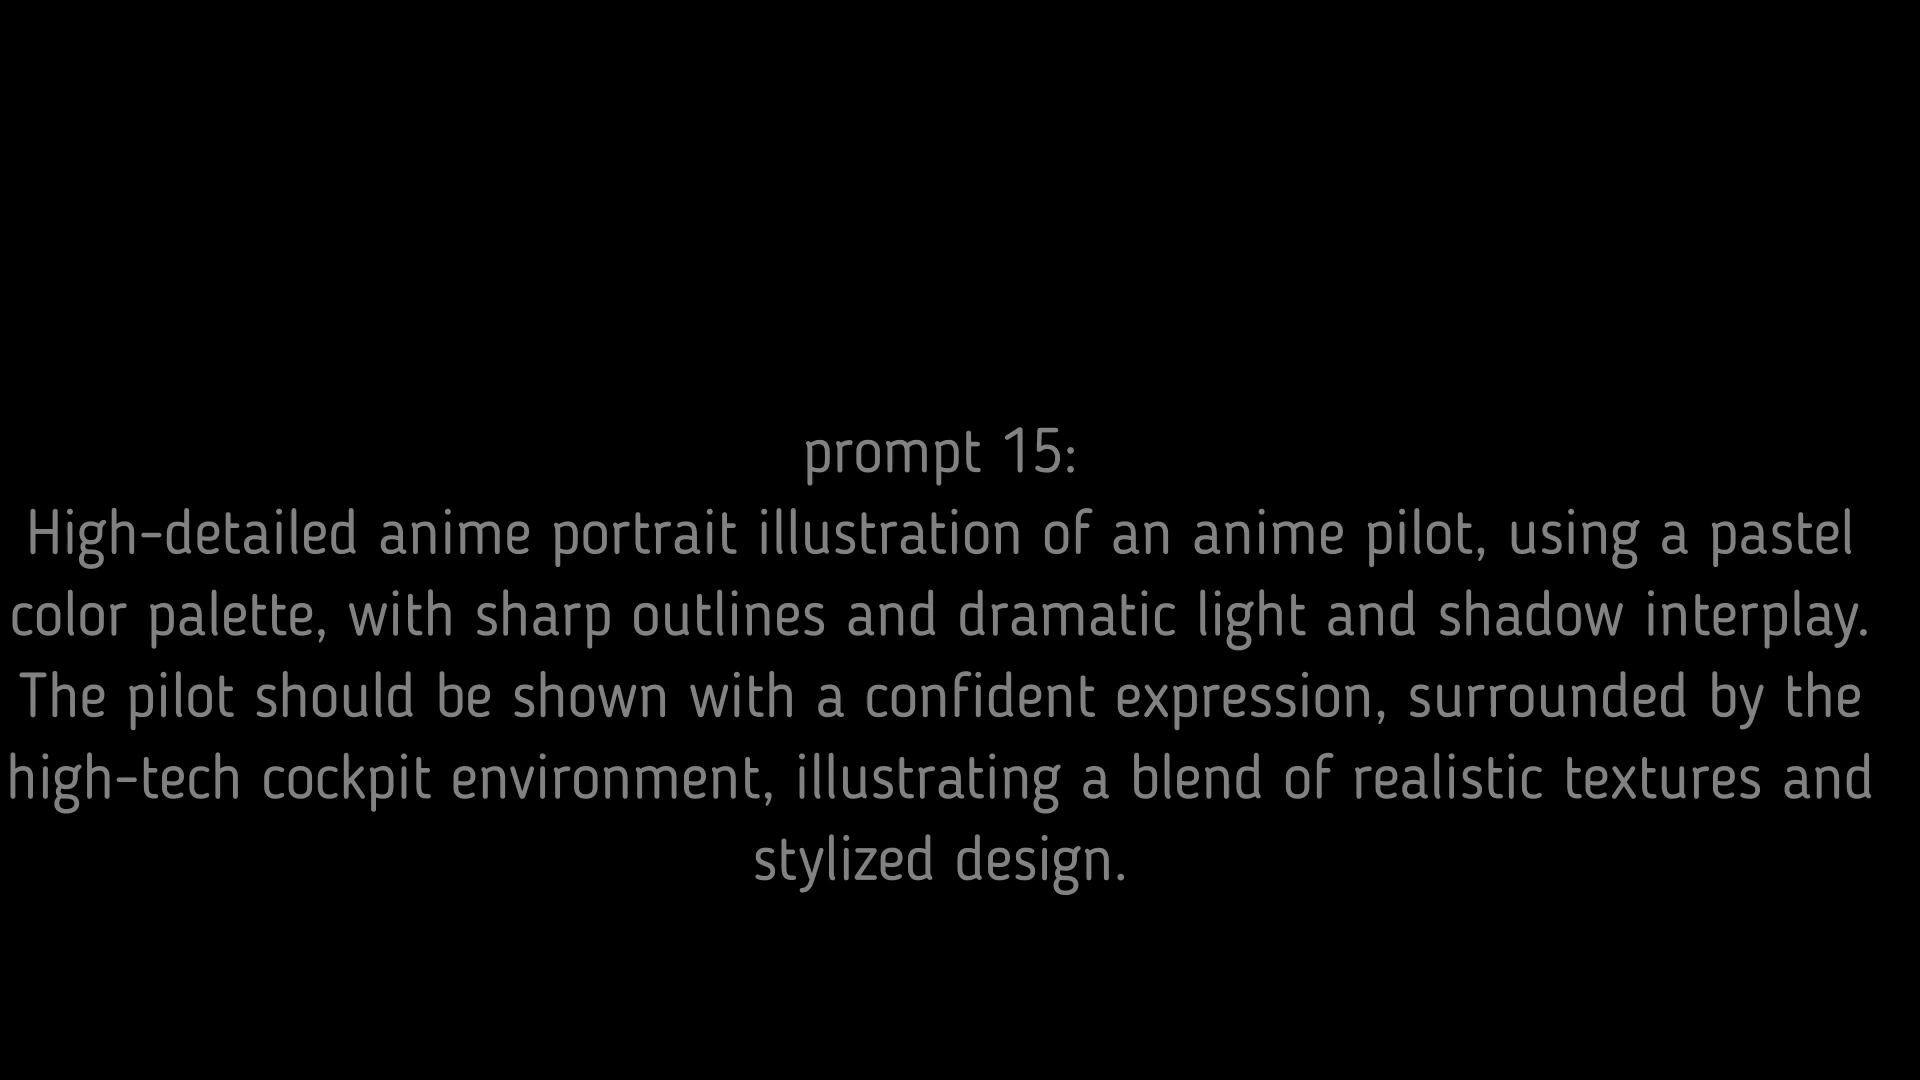 prompt 15:
High-detailed anime portrait illustration of an anime pilot, using a pastel
color palette, with sharp outlines and dramatic light and shadow interplay.
The pilot should be shown with a confident expression, surrounded by the
high-tech cockpit environment, illustrating a blend of realistic textures and
stylized design.